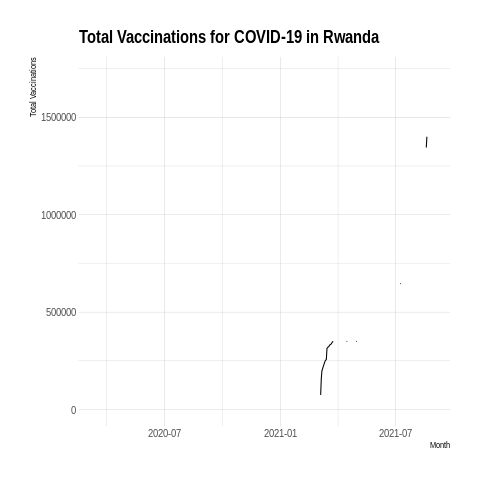 Total Vaccinations for COVID-19 in Rwanda
Total Vaccinations
1500000
1000000
500000
0
2020-07 2021-01 2021-07
Month